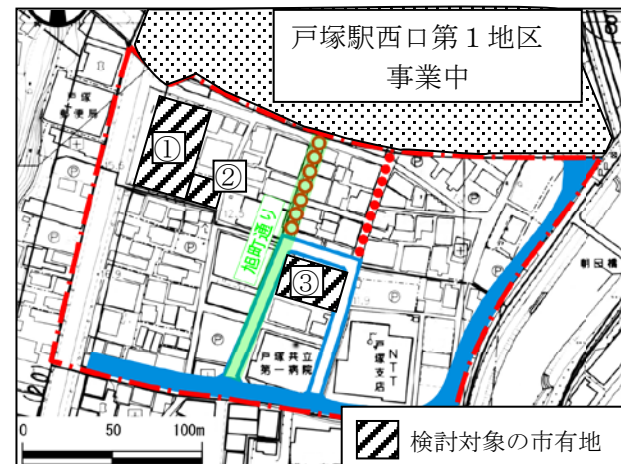 戸塚駅西口第1地区
事業中
8
戸塚
郵便局
①
②
旭町通り
③
朝日橋
戸塚共立
第一病院
NTT
戸塚支店
P
P
P
P
P
P
P
0 50 100m
検討対象の市有地